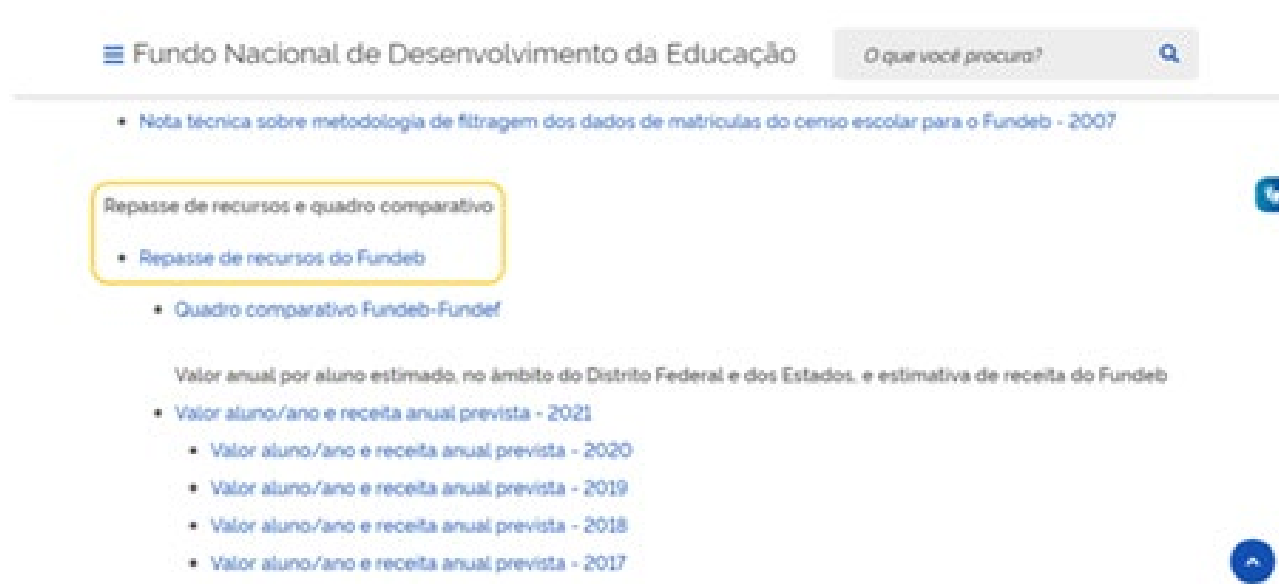 Fundo Nacional de Desenvolvimento da Educação
O que você procura?
Nota técnica sobre metodologia de filtragem dos dados de matrículas do censo escolar para o Fundeb - 2007
Repasse de recursos e quadro comparativo
Repasse de recursos do Fundeb
Quadro comparativo Fundeb-Fundef
Valor anual por aluno estimado, no âmbito do Distrito Federal e dos Estados, e estimativa de receita do Fundeb
Valor aluno/ano e receita anual prevista - 2021
Valor aluno/ano e receita anual prevista - 2020
Valor aluno/ano e receita anual prevista - 2019
Valor aluno/ano e receita anual prevista - 2018
Valor aluno/ano e receita anual prevista - 2017